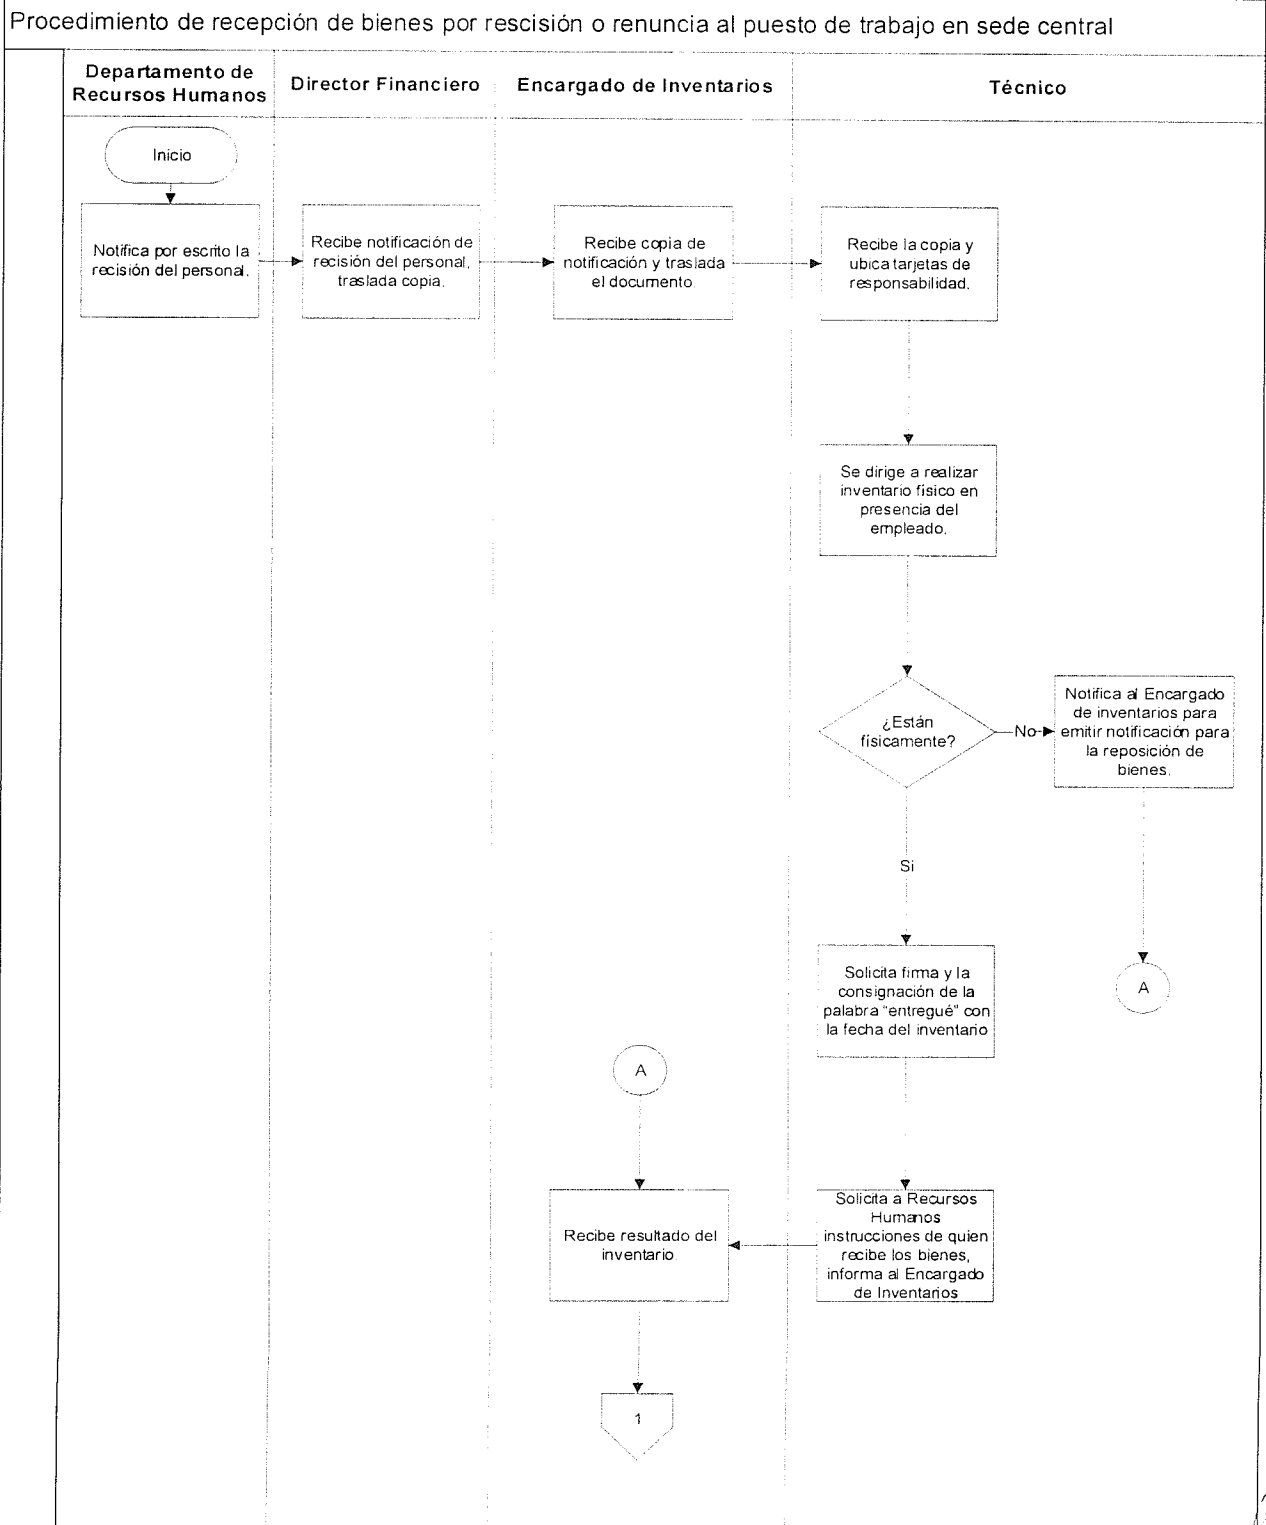 Procedimiento de recepción de bienes por rescisión o renuncia al puesto de trabajo en sede central
Departamento de
Recursos Humanos
Director Financiero
Encargado de Inventarios
Técnico
Inicio
Notifica por escrito la
recisión del personal.
Recibe notificación de
recisión del personal,
traslada copia.
Recibe copia de
notificación y traslada
el documento.
Recibe la copia y
ubica tarjetas de
responsabilidad.
Se dirige a realizar
inventario físico en
presencia del
empleado.
¿Están
físicamente?
No
Notifica al Encargado
de inventarios para
emitir notificación para
la reposición de
bienes.
Si
Solicita firma y la
consignación de la
palabra "entregué" con
la fecha del inventario
A
A
Solicita a Recursos
Humanos
instrucciones de quien
recibe los bienes,
informa al Encargado
de Inventarios
Recibe resultado del
inventario.
1